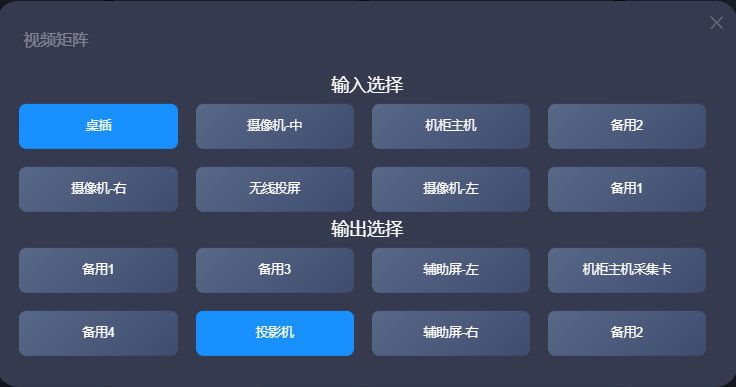 视频矩阵
输入选择
桌插 摄像机-中 机柜主机 备用2
摄像机-右 无线投屏 摄像机-左 备用1
输出选择
备用1 备用3 辅助屏-左 机柜主机采集卡
备用4 投影机 辅助屏-右 备用2